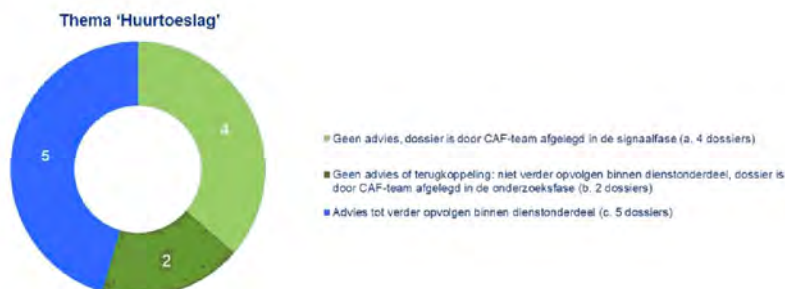 Thema ‘Huurtoeslag’
4
5
2
Geen advies, dossier is door CAF-team afgelegd in de signaalfase (a. 4 dossiers)
Geen advies of terugkoppeling: niet verder opvolgen binnen dienstonderdeel, dossier is
door CAF-team afgelegd in de onderzoeksfase (b. 2 dossiers)
Advies tot verder opvolgen binnen dienstonderdeel (c. 5 dossiers)